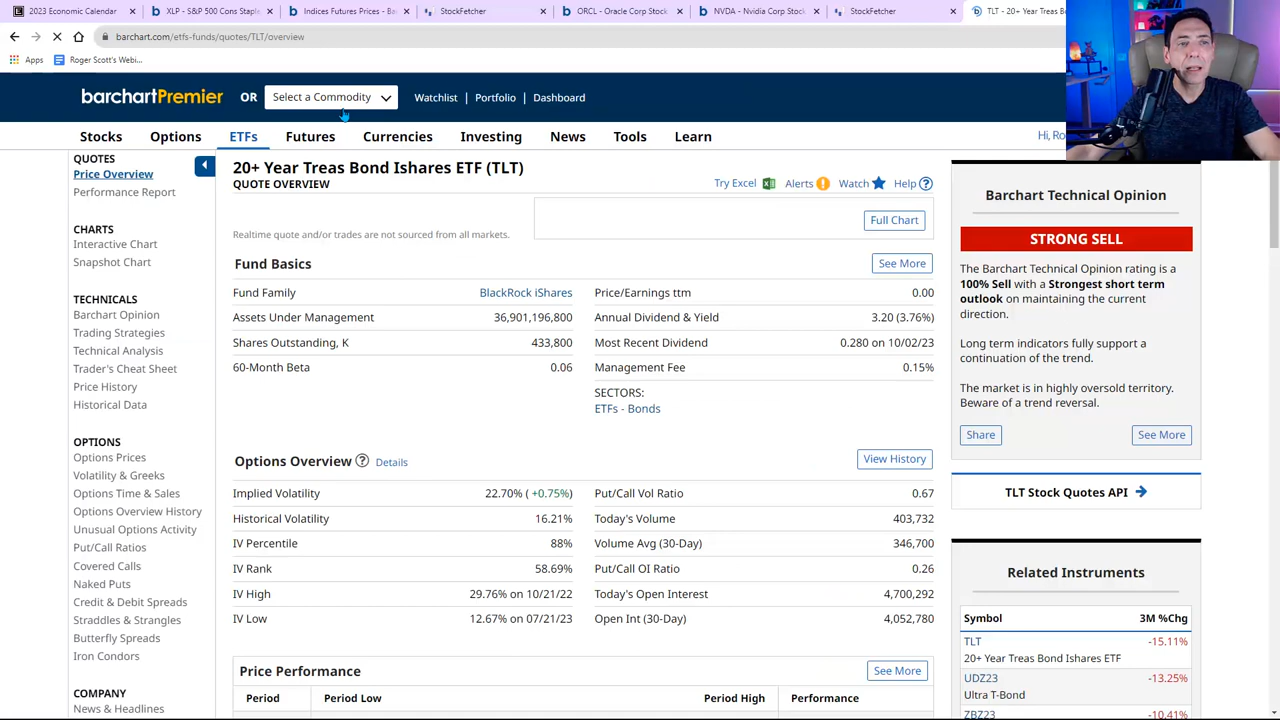 2023 Economic Calendar
XLP - S&P 500 Cons Staple
Indices Futures Prices - Ba
StockFetcher
ORCL - Oracle Corp Stock
NVDA - Nvidia Corp Stock
StockFetcher
TLT - 20+ Year Treas B
barchart.com/etfs-funds/quotes/TLT/overview
Apps
Roger Scott's Webi...
barchartPremier
OR
Select a Commodity
Watchlist | Portfolio | Dashboard
Stocks
Options
ETFs
Futures
Currencies
Investing
News
Tools
Learn
Hi, Ro
QUOTES
Price Overview
Performance Report
CHARTS
Interactive Chart
Snapshot Chart
TECHNICALS
Barchart Opinion
Trading Strategies
Technical Analysis
Trader's Cheat Sheet
Price History
Historical Data
OPTIONS
Options Prices
Volatility & Greeks
Options Time & Sales
Options Overview History
Unusual Options Activity
Put/Call Ratios
Covered Calls
Naked Puts
Credit & Debit Spreads
Straddles & Strangles
Butterfly Spreads
Iron Condors
COMPANY
News & Headlines
20+ Year Treas Bond Ishares ETF (TLT)
QUOTE OVERVIEW
Try Excel
Alerts
Watch
Help
Realtime quote and/or trades are not sourced from all markets.
Full Chart
Fund Basics
See More
Fund Family BlackRock iShares
Price/Earnings ttm 0.00
Assets Under Management 36,901,196,800
Annual Dividend & Yield 3.20 (3.76%)
Shares Outstanding, K 433,800
Most Recent Dividend 0.280 on 10/02/23
60-Month Beta 0.06
Management Fee 0.15%
SECTORS:
ETFs - Bonds
Options Overview
Details
View History
Implied Volatility 22.70% ( +0.75%)
Put/Call Vol Ratio 0.67
Historical Volatility 16.21%
Today's Volume 403,732
IV Percentile 88%
Volume Avg (30-Day) 346,700
IV Rank 58.69%
Put/Call OI Ratio 0.26
IV High 29.76% on 10/21/22
Today's Open Interest 4,700,292
IV Low 12.67% on 07/21/23
Open Int (30-Day) 4,052,780
Price Performance
See More
Period
Period Low
Period High
Performance
Barchart Technical Opinion
STRONG SELL
The Barchart Technical Opinion rating is a
100% Sell with a Strongest short term
outlook on maintaining the current
direction.
Long term indicators fully support a
continuation of the trend.
The market is in highly oversold territory.
Beware of a trend reversal.
Share
See More
TLT Stock Quotes API
Related Instruments
Symbol 3M %Chg
TLT -15.11%
20+ Year Treas Bond Ishares ETF
UDZ23 -13.25%
Ultra T-Bond
ZBZ23 -10.41%